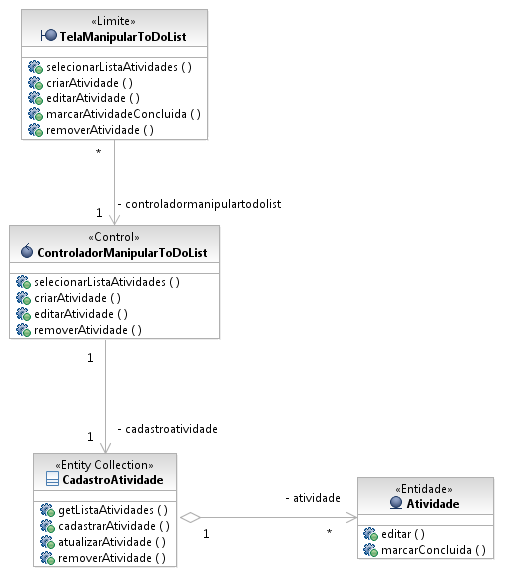 «Limite»
TelaManipularToDoList
selecionarListaAtividades ( )
criarAtividade ( )
editarAtividade ( )
marcarAtividadeConcluida ( )
removerAtividade ( )
*
1
- controladormanipulartodolist
«Control»
ControladorManipularToDoList
selecionarListaAtividades ( )
criarAtividade ( )
editarAtividade ( )
removerAtividade ( )
1
1
- cadastroatividade
«Entity Collection»
CadastroAtividade
getListaAtividades ( )
cadastrarAtividade ( )
atualizarAtividade ( )
removerAtividade ( )
- atividade
1
*
«Entidade»
Atividade
editar ( )
marcarConcluida ( )